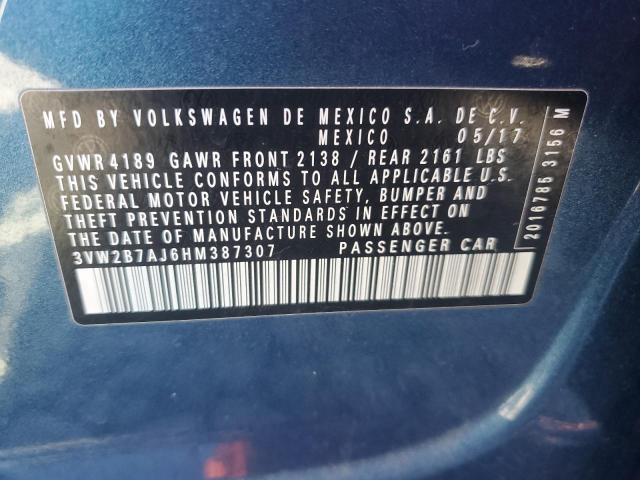 MFD BY VOLKSWAGEN DE MEXICO S.A. DE C.V.
MEXICO 05/17
GVWR 4189 GAWR FRONT 2138 / REAR 2161 LBS
THIS VEHICLE CONFORMS TO ALL APPLICABLE U.S.
FEDERAL MOTOR VEHICLE SAFETY, BUMPER AND
THEFT PREVENTION STANDARDS IN EFFECT ON
THE DATE OF MANUFACTURE SHOWN ABOVE.
3VW2B7AJ6HM387307 PASSENGER CAR
2016785 3156 M